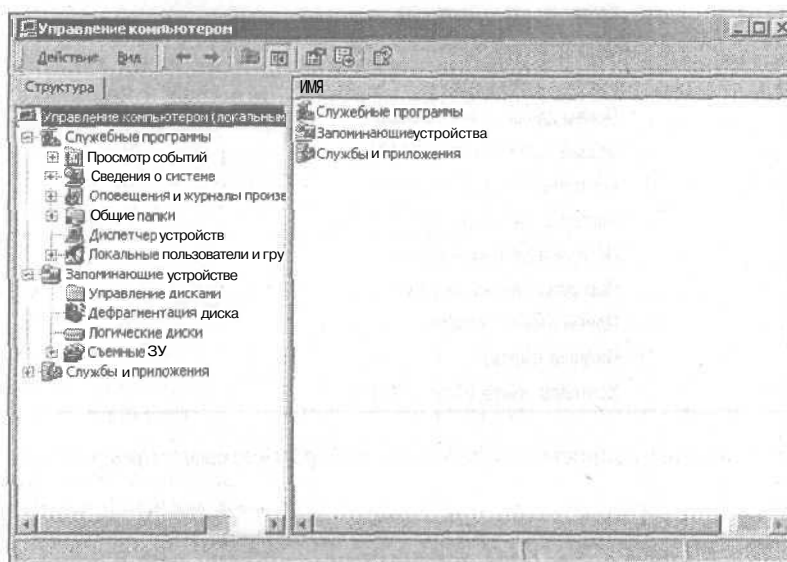 Управление компьютером
Действие Вид
Структура
ИМЯ
Управление компьютером (локальным
Служебные программы
Просмотр событий
Сведения о системе
Оповещения и журналы произв
Общие папки
Диспетчер устройств
Локальные пользователи и гру
Запоминающие устройстве
Управление дисками
Дефрагментация диска
Логические диски
Съемные ЗУ
Службы и приложения
Служебные программы
Запоминающие устройства
Службы и приложения